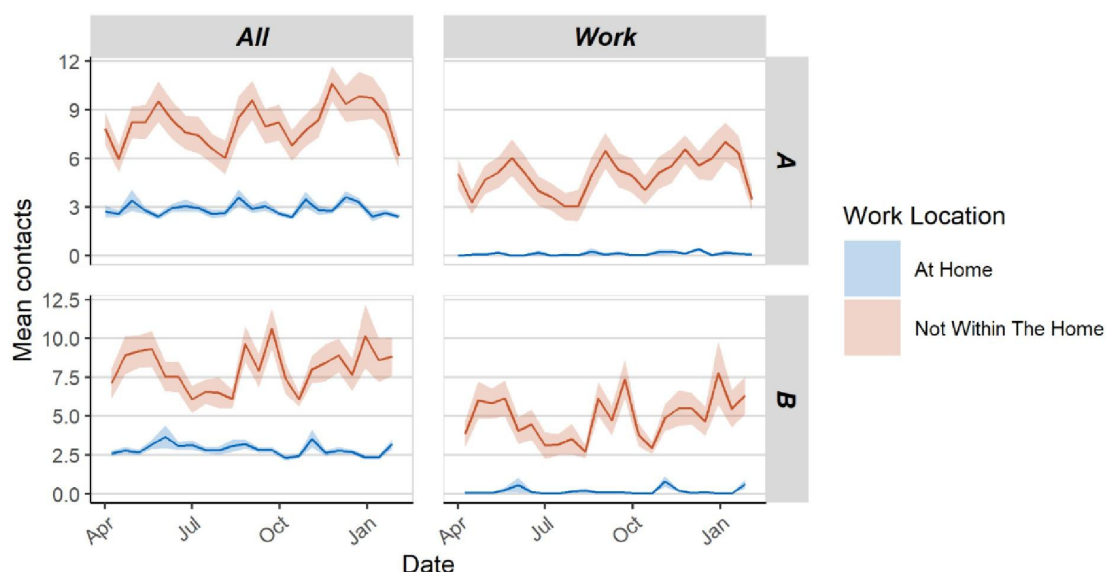 All
Work
12
9
6
3
0
A
12.5
10.0
7.5
5.0
2.5
0.0
B
Mean contacts
Apr
Jul
Oct
Jan
Apr
Jul
Oct
Jan
Date
Work Location
At Home
Not Within The Home